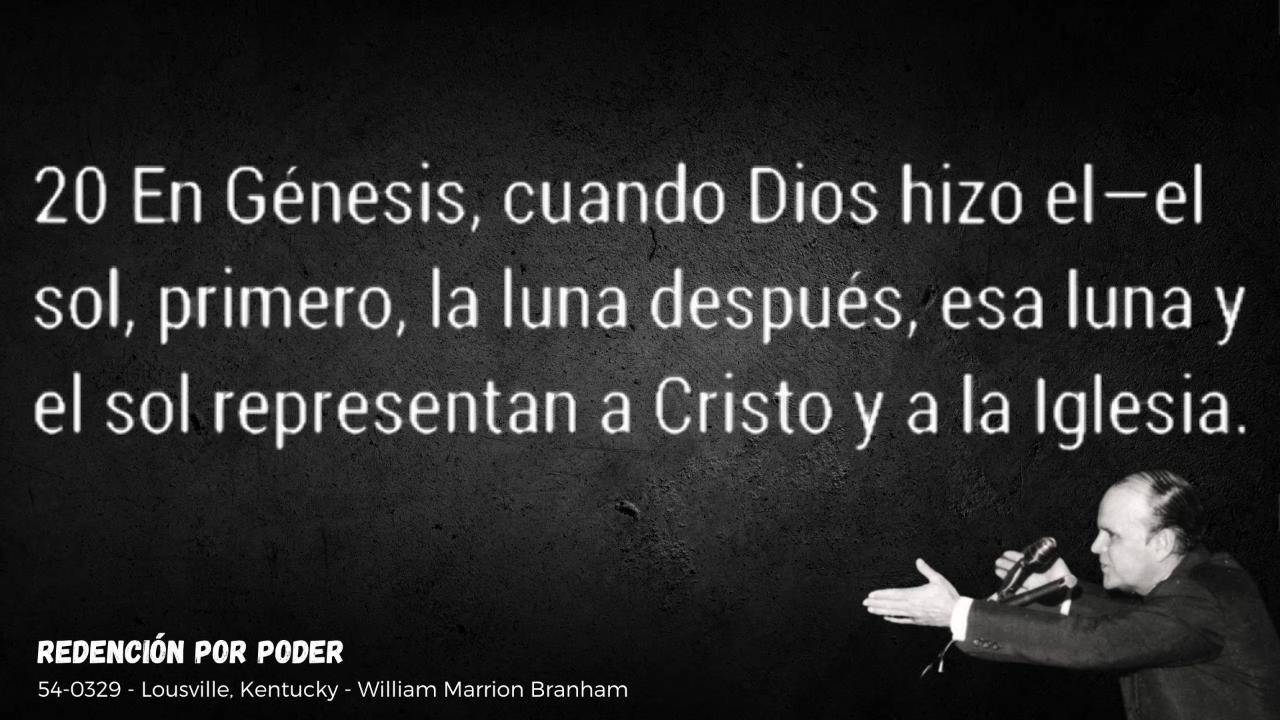 20 En Génesis, cuando Dios hizo el—el
sol, primero, la luna después, esa luna y
el sol representan a Cristo y a la Iglesia.
REDENCIÓN POR PODER
54-0329 - Lousville, Kentucky - William Marrion Branham